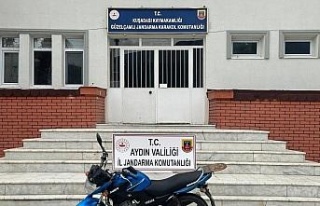 T.C.
KUŞADASI KAYMAKAMLIĞI
GÜZELÇAMLI JANDARMA KARAKOL KOMUTANLIĞI
T.C.
AYDIN VALİLİĞİ
İL JANDARMA KOMUTANLIĞI